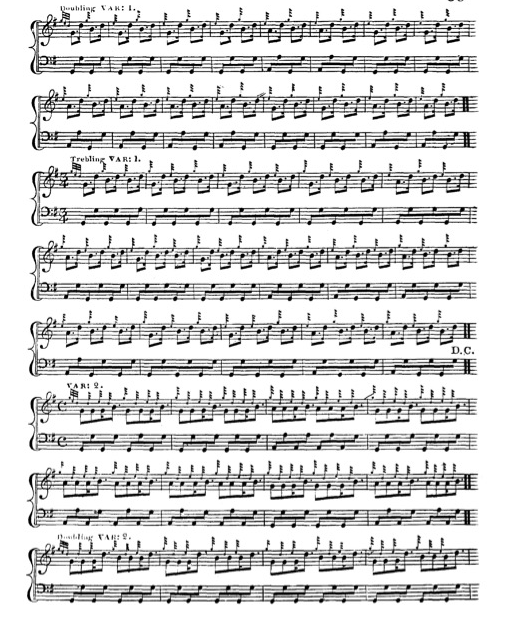 Doubling VAR: 1.
Trebling VAR: 1.
D.C.
VAR: 2.
Doubling VAR: 2.